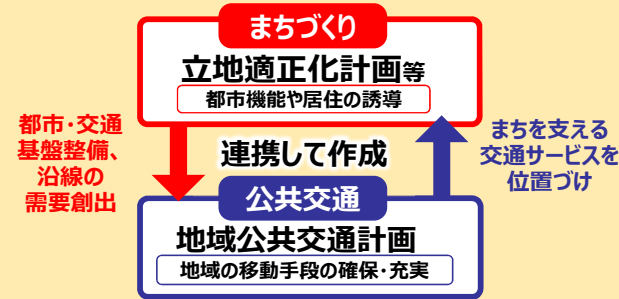 まちづくり
立地適正化計画等
都市機能や居住の誘導
都市・交通
基盤整備、
沿線の
需要創出
連携して作成
まちを支える
交通サービスを
位置づけ
公共交通
地域公共交通計画
地域の移動手段の確保・充実